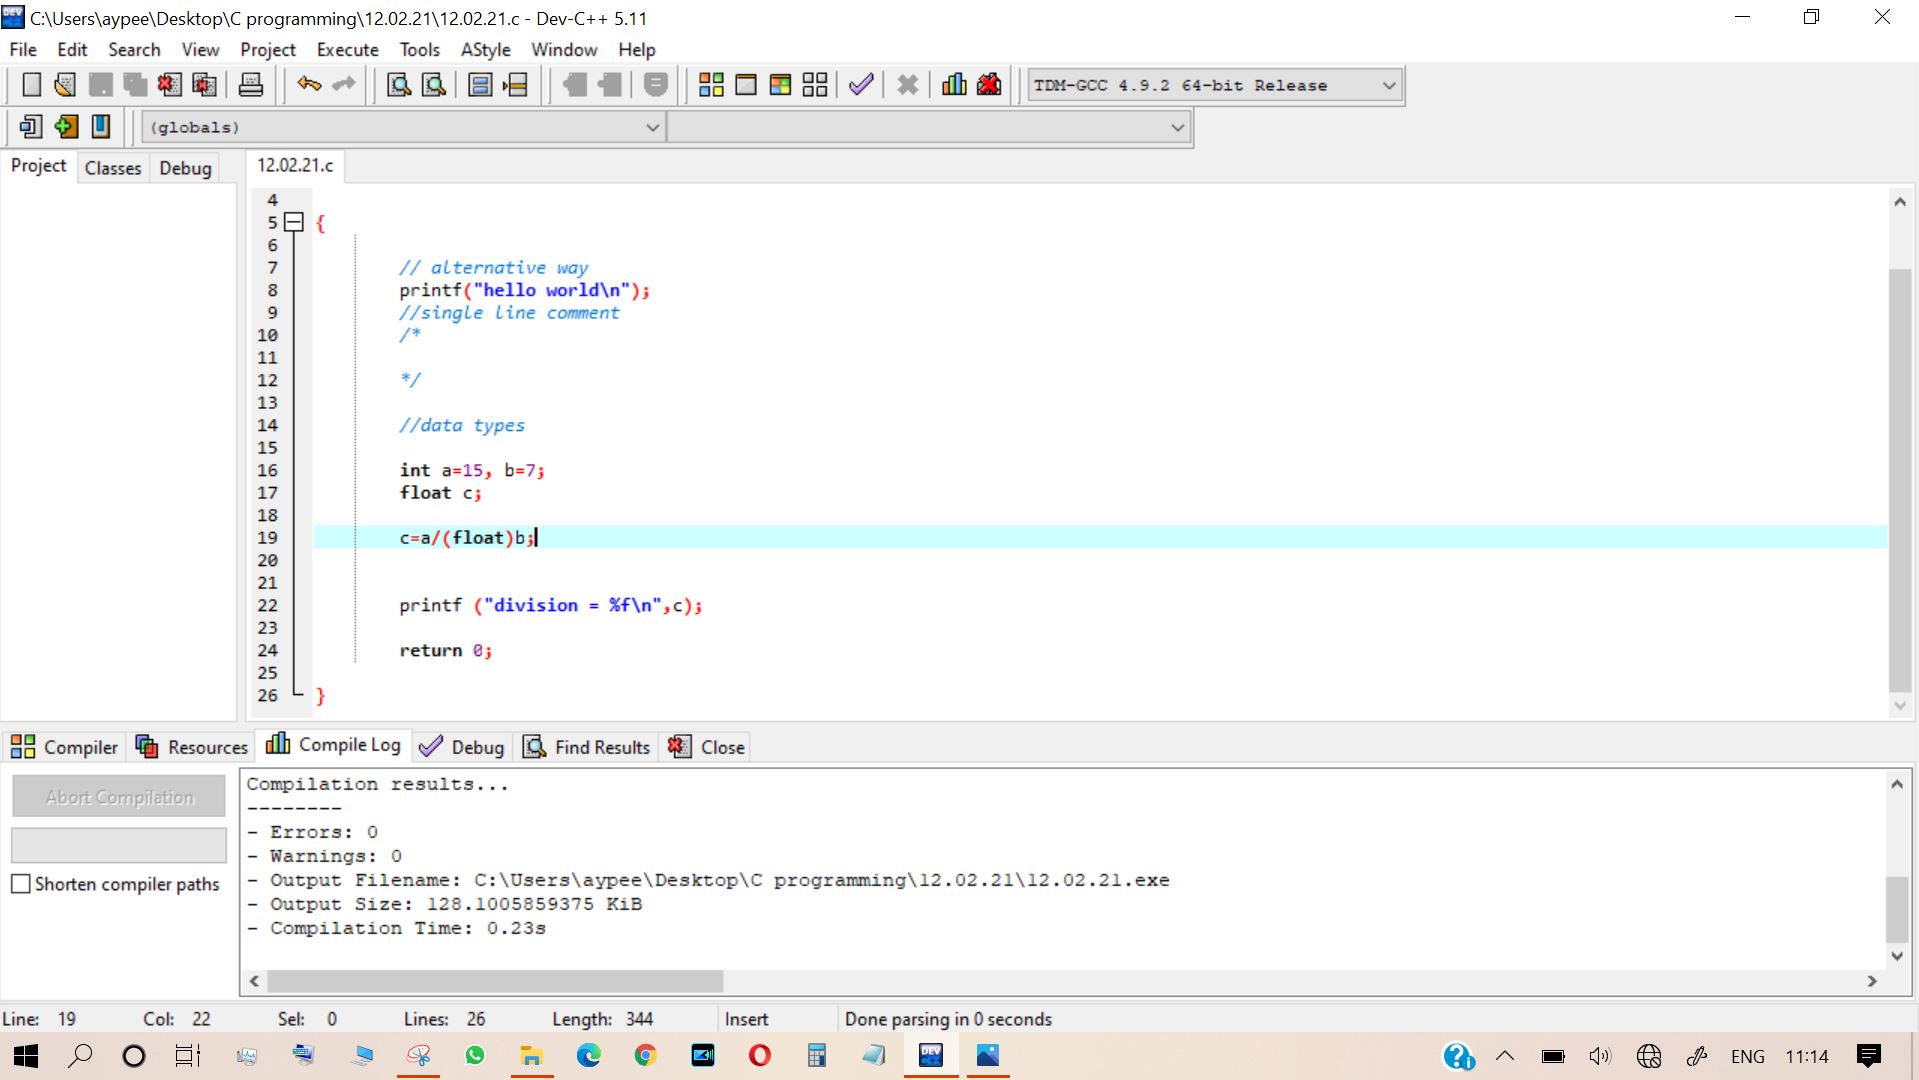 C:\Users\aypee\Desktop\C programming\12.02.21\12.02.21.c - Dev-C++ 5.11
File Edit Search View Project Execute Tools AStyle Window Help
TDM-GCC 4.9.2 64-bit Release
(globals)
Project Classes Debug
12.02.21.c
4
5 {
6
7 // alternative way
8 printf("hello world\n");
9 //single line comment
10 /*
11
12 */
13
14 //data types
15
16 int a=15, b=7;
17 float c;
18
19 c=a/(float)b;
20
21
22 printf ("division = %f\n",c);
23
24 return 0;
25
26 }
Compiler Resources Compile Log Debug Find Results Close
Abort Compilation
Shorten compiler paths
Compilation results...
--------
- Errors: 0
- Warnings: 0
- Output Filename: C:\Users\aypee\Desktop\C programming\12.02.21\12.02.21.exe
- Output Size: 128.1005859375 KiB
- Compilation Time: 0.23s
Line: 19 Col: 22 Sel: 0 Lines: 26 Length: 344 Insert Done parsing in 0 seconds
DEV
ENG 11:14